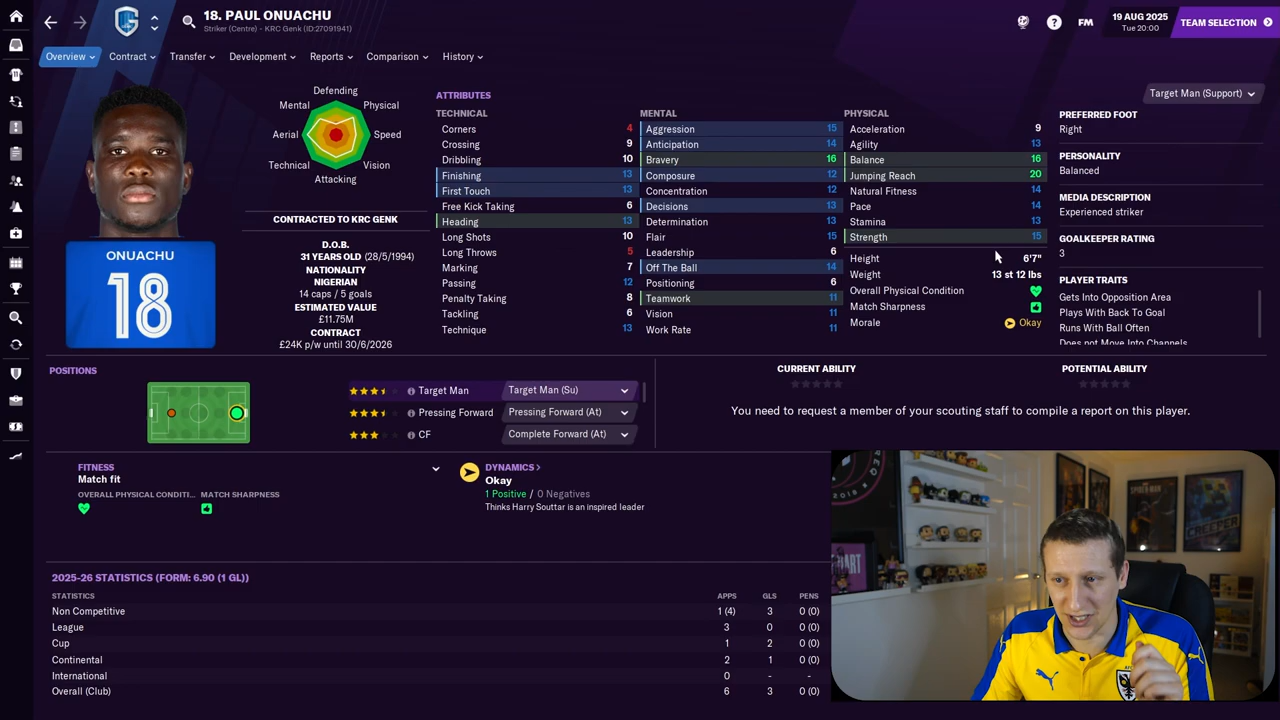 18. PAUL ONUACHU
Striker (Centre) - KRC Genk (ID:27091941)
FM
19 AUG 2025
Tue 20:00
TEAM SELECTION
Overview
Contract
Transfer
Development
Reports
Comparison
History
Defending
Mental
Physical
Aerial
Speed
Technical
Vision
Attacking
CONTRACTED TO KRC GENK
ONUACHU
18
D.O.B.
31 YEARS OLD (28/5/1994)
NATIONALITY
NIGERIAN
14 caps / 5 goals
ESTIMATED VALUE
£11.75M
CONTRACT
£24K p/w until 30/6/2026
ATTRIBUTES
TECHNICAL
Corners 4
Crossing 9
Dribbling 10
Finishing 13
First Touch 13
Free Kick Taking 6
Heading 13
Long Shots 10
Long Throws 5
Marking 7
Passing 12
Penalty Taking 8
Tackling 6
Technique 13
MENTAL
Aggression 15
Anticipation 14
Bravery 16
Composure 12
Concentration 12
Decisions 13
Determination 13
Flair 15
Leadership 6
Off The Ball 14
Positioning 6
Teamwork 11
Vision 11
Work Rate 11
PHYSICAL
Acceleration 9
Agility 13
Balance 16
Jumping Reach 20
Natural Fitness 14
Pace 14
Stamina 13
Strength 15
Height 6'7"
Weight 13 st 12 lbs
Overall Physical Condition
Match Sharpness
Morale Okay
Target Man (Support)
PREFERRED FOOT
Right
PERSONALITY
Balanced
MEDIA DESCRIPTION
Experienced striker
GOALKEEPER RATING
3
PLAYER TRAITS
Gets Into Opposition Area
Plays With Back To Goal
Runs With Ball Often
Does not Move Into Channels
POSITIONS
Target Man Target Man (Su)
Pressing Forward Pressing Forward (At)
CF Complete Forward (At)
CURRENT ABILITY
POTENTIAL ABILITY
You need to request a member of your scouting staff to compile a report on this player.
FITNESS
Match fit
OVERALL PHYSICAL CONDITI... MATCH SHARPNESS
DYNAMICS >
Okay
1 Positive / 0 Negatives
Thinks Harry Souttar is an inspired leader
2025-26 STATISTICS (FORM: 6.90 (1 GL))
STATISTICS APPS GLS PENS
Non Competitive 1 (4) 3 0 (0)
League 3 0 0 (0)
Cup 1 2 0 (0)
Continental 2 1 0 (0)
International 0 - -
Overall (Club) 6 3 0 (0)